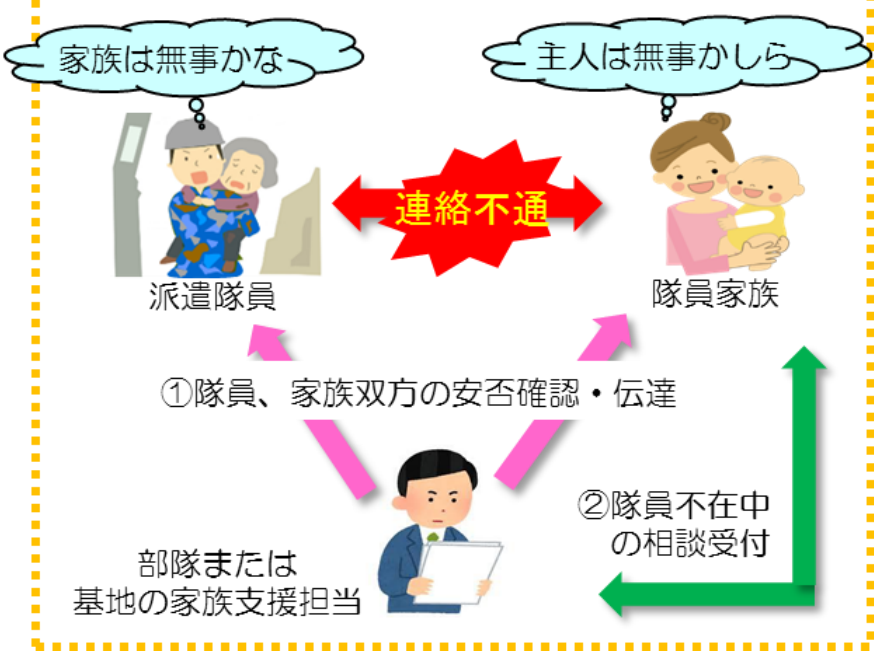 家族は無事かな
主人は無事かしら
連絡不通
派遣隊員
隊員家族
①隊員、家族双方の安否確認・伝達
②隊員不在中
の相談受付
部隊または
基地の家族支援担当